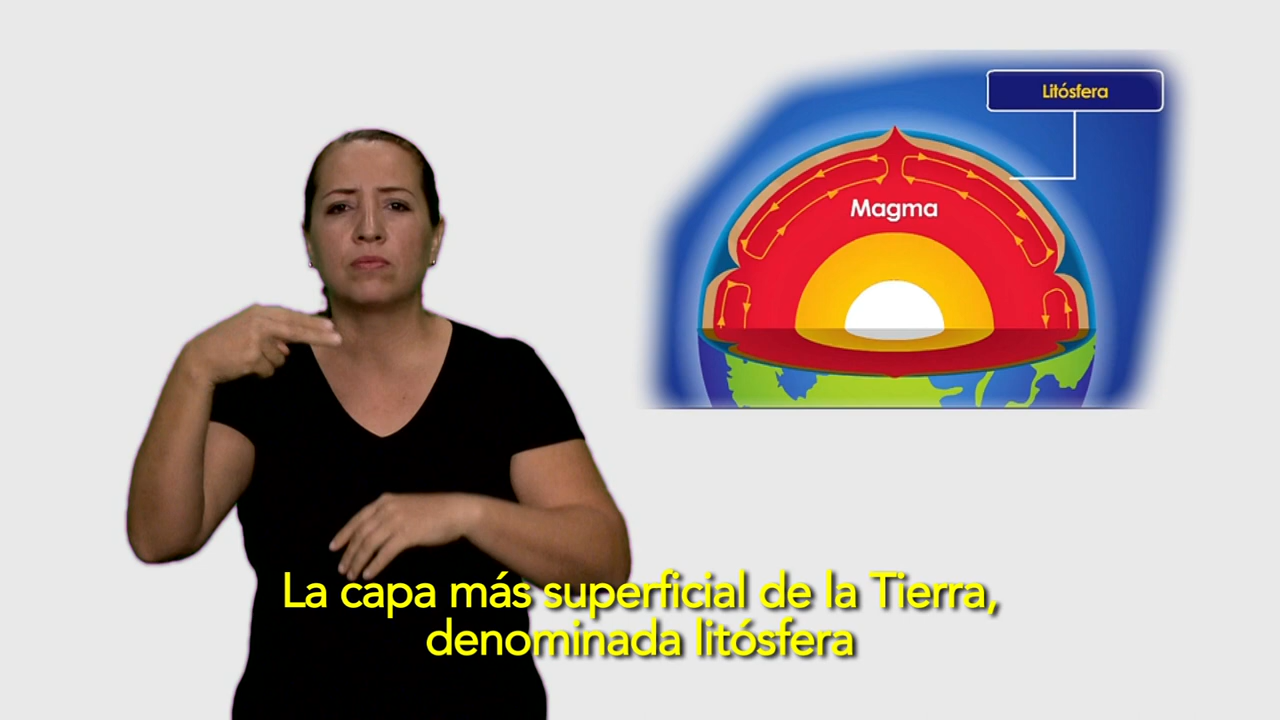 Litósfera
Magma
La capa más superficial de la Tierra,
denominada litósfera